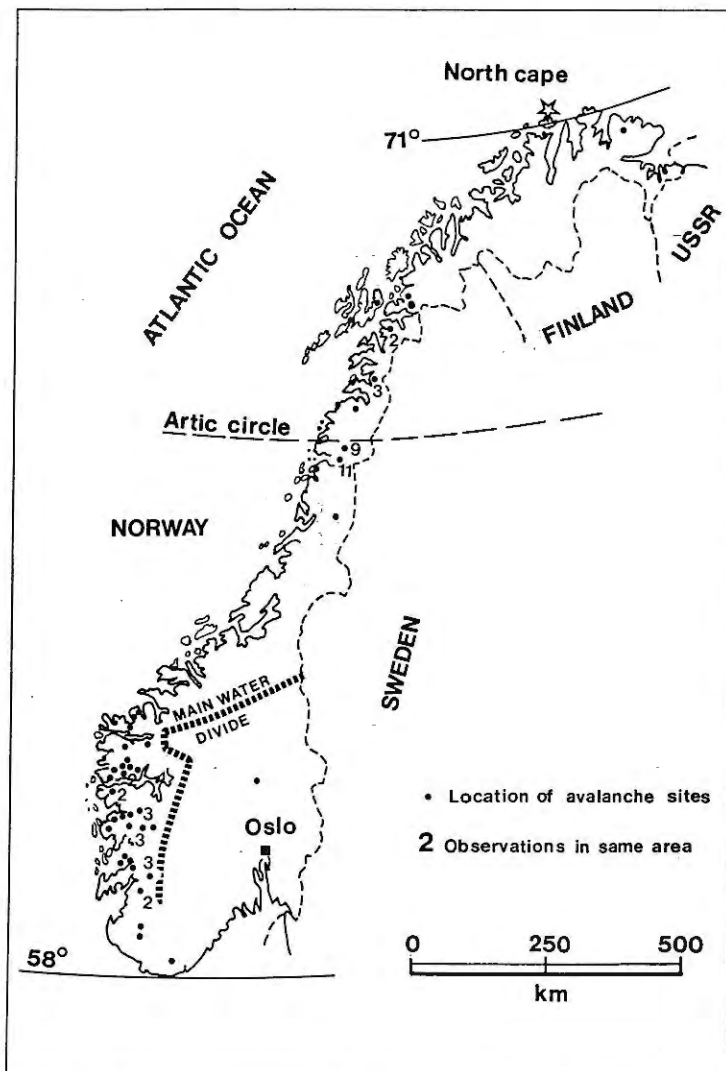 North cape
71°
ATLANTIC OCEAN
USSR
FINLAND
2
3
Artic circle
9
11
NORWAY
SWEDEN
MAIN WATER
DIVIDE
2
3
3
3
2
Oslo
• Location of avalanche sites
2 Observations in same area
58°
0 250 500
km